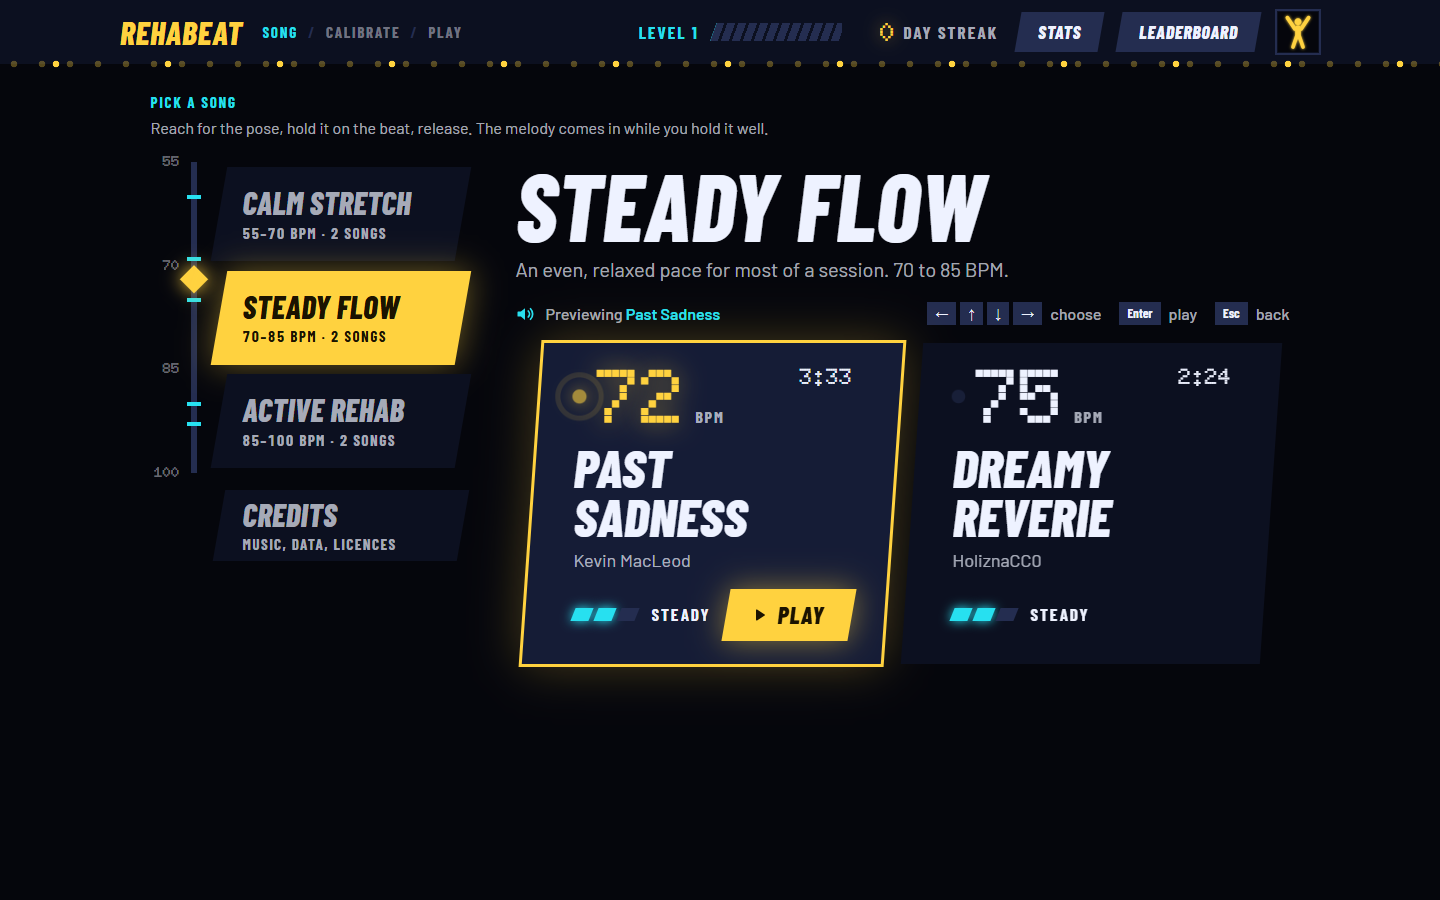 REHABEAT
SONG / CALIBRATE / PLAY
LEVEL 1
0 DAY STREAK
STATS
LEADERBOARD
PICK A SONG
Reach for the pose, hold it on the beat, release. The melody comes in while you hold it well.
55
70
85
100
CALM STRETCH
55–70 BPM · 2 SONGS
STEADY FLOW
70–85 BPM · 2 SONGS
ACTIVE REHAB
85–100 BPM · 2 SONGS
CREDITS
MUSIC, DATA, LICENCES
STEADY FLOW
An even, relaxed pace for most of a session. 70 to 85 BPM.
Previewing Past Sadness
← ↑ ↓ → choose Enter play Esc back
72 BPM
3:33
PAST
SADNESS
Kevin MacLeod
STEADY
PLAY
75 BPM
2:24
DREAMY
REVERIE
HoliznaCC0
STEADY